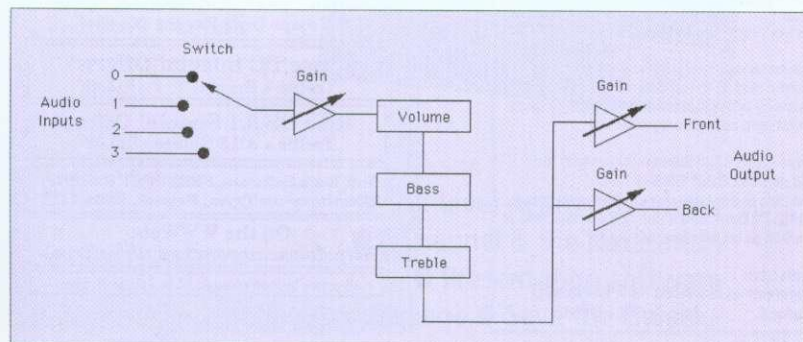 Switch
0
1
2
3
Audio
Inputs
Gain
Volume
Bass
Treble
Gain
Front
Gain
Back
Audio
Output